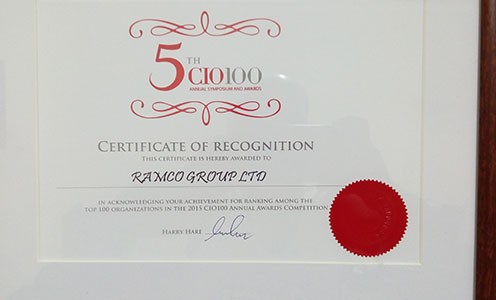 5TH
CIO100
ANNUAL SYMPOSIUM AND AWARDS
CERTIFICATE OF RECOGNITION
THIS CERTIFICATE IS HEREBY AWARDED TO
RAMCO GROUP LTD
IN ACKNOWLEDGING YOUR ACHIEVEMENT FOR RANKING AMONG THE
TOP 100 ORGANIZATIONS IN THE 2015 CIO100 ANNUAL AWARDS COMPETITION
HARRY HARE